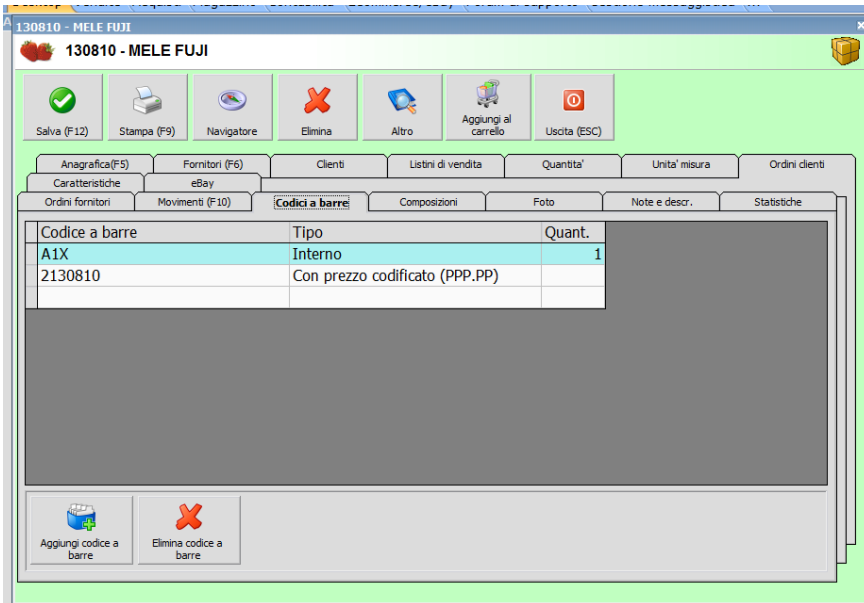 130810 - MELE FUJI
130810 - MELE FUJI
Salva (F12) Stampa (F9) Navigatore Elimina Altro Aggiungi al carrello Uscita (ESC)
Anagrafica(F5) Fornitori (F6) Clienti Listini di vendita Quantita' Unita' misura Ordini clienti
Caratteristiche eBay
Ordini fornitori Movimenti (F10) Codici a barre Composizioni Foto Note e descr. Statistiche
Codice a barre Tipo Quant.
A1X Interno 1
2130810 Con prezzo codificato (PPP.PP)
Aggiungi codice a barre Elimina codice a barre